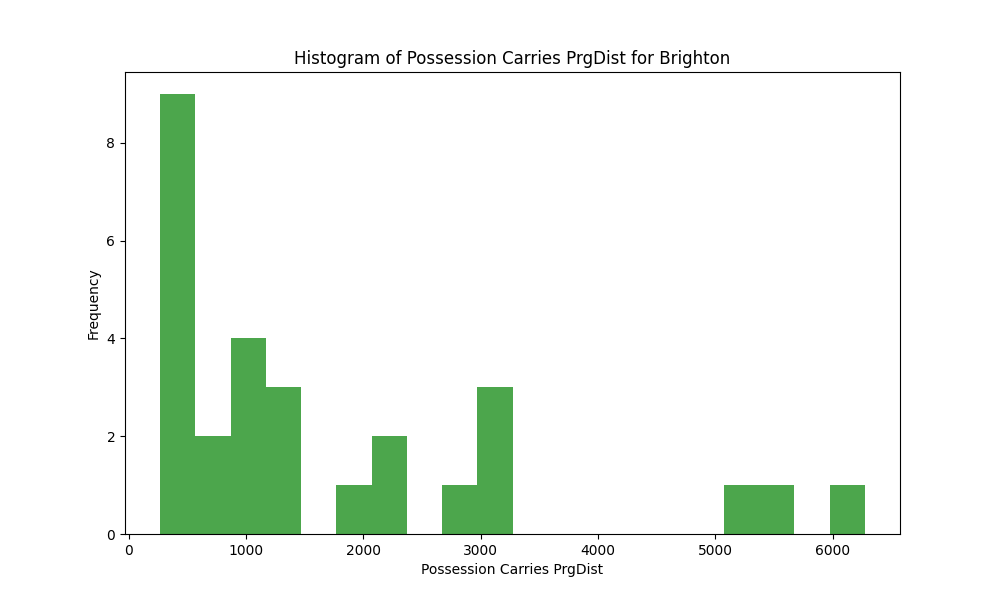 Histogram of Possession Carries PrgDist for Brighton
8
6
4
2
0
Frequency
0 1000 2000 3000 4000 5000 6000
Possession Carries PrgDist